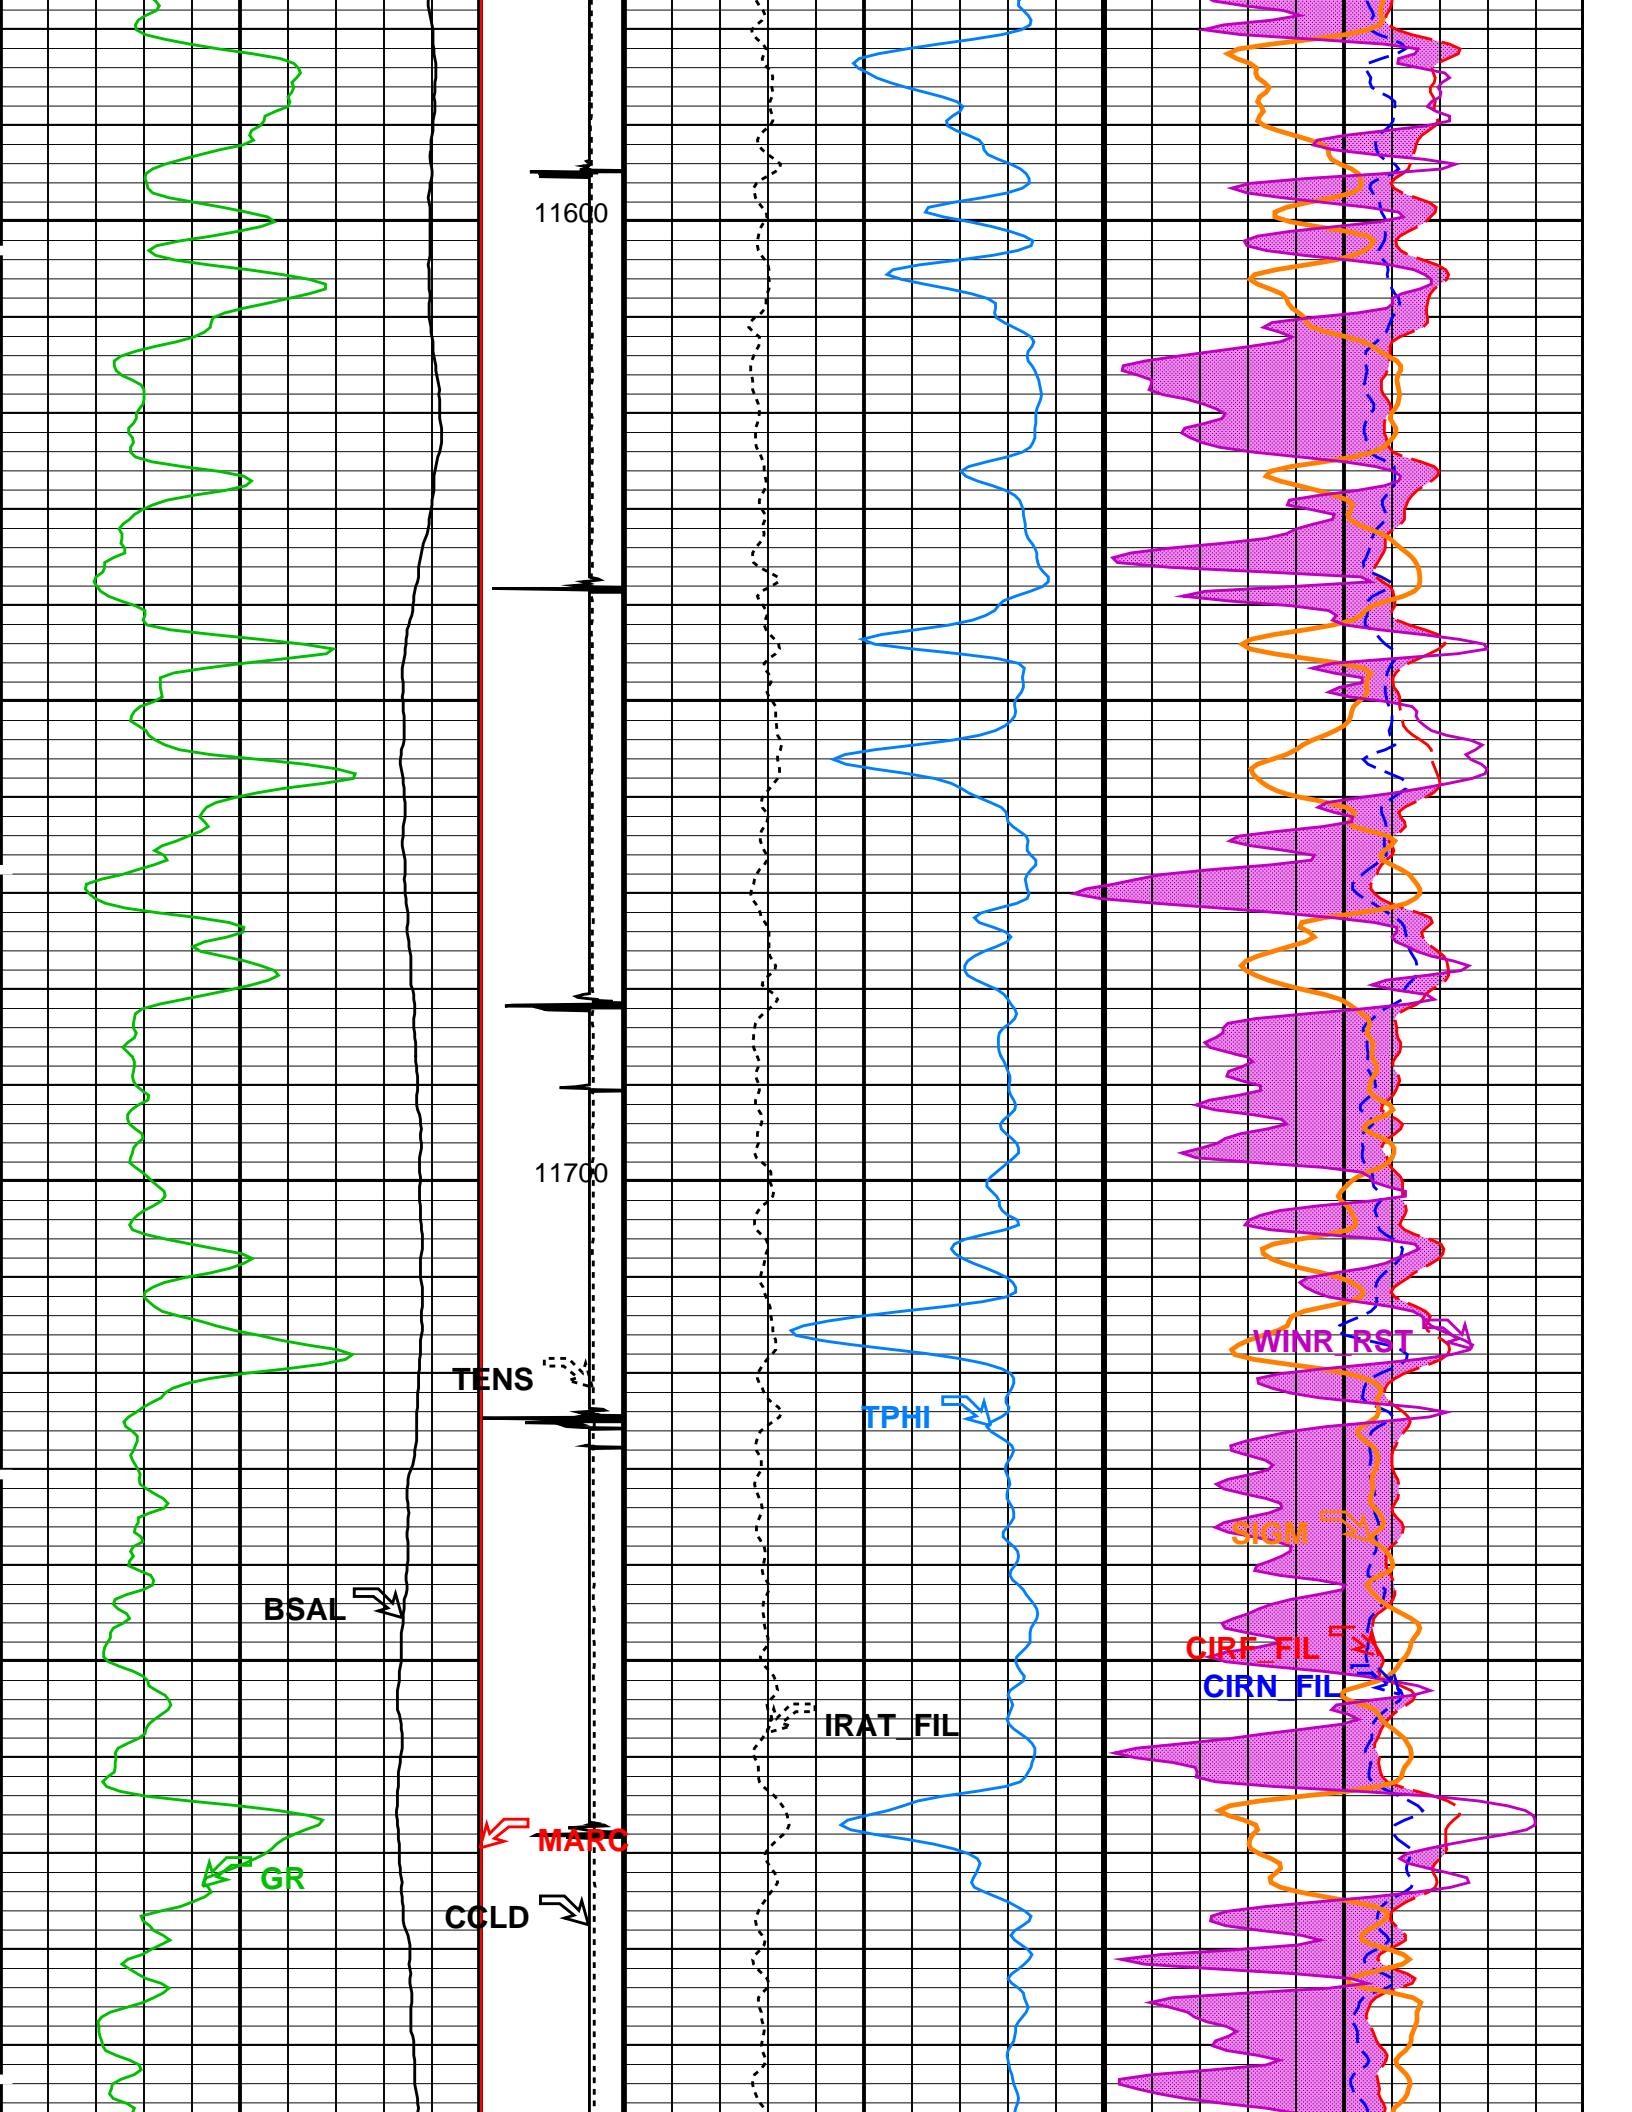 11600
11700
WINR_RST
TENS
TPHI
SIGM
BSAL
CIRF_FIL
CIRN_FIL
IRAT_FIL
MARC
GR
CCLD